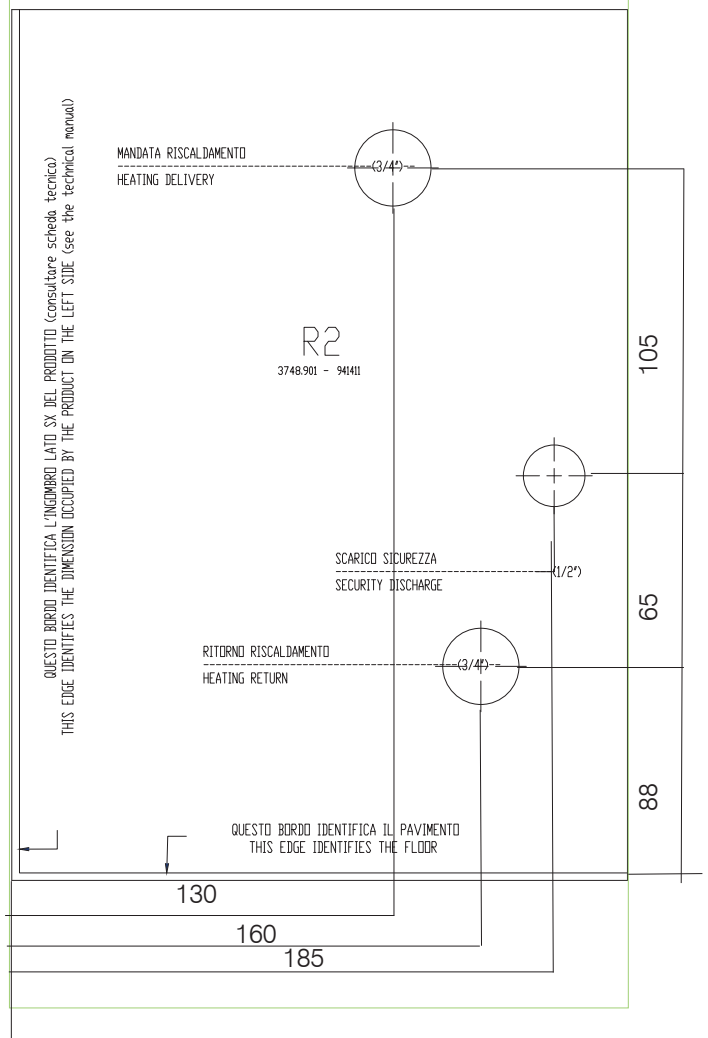 QUESTO BORDO IDENTIFICA L'INGOMBRO LATO SX DEL PRODOTTO (consultare scheda tecnica)
THIS EDGE IDENTIFIES THE DIMENSION OCCUPIED BY THE PRODUCT ON THE LEFT SIDE (see the technical manual)
MANDATA RISCALDAMENTO
(3/4")
HEATING DELIVERY
R2
3748.901 - 941411
105
SCARICO SICUREZZA
(1/2")
SECURITY DISCHARGE
65
RITORNO RISCALDAMENTO
(3/4")
HEATING RETURN
88
QUESTO BORDO IDENTIFICA IL PAVIMENTO
THIS EDGE IDENTIFIES THE FLOOR
130
160
185